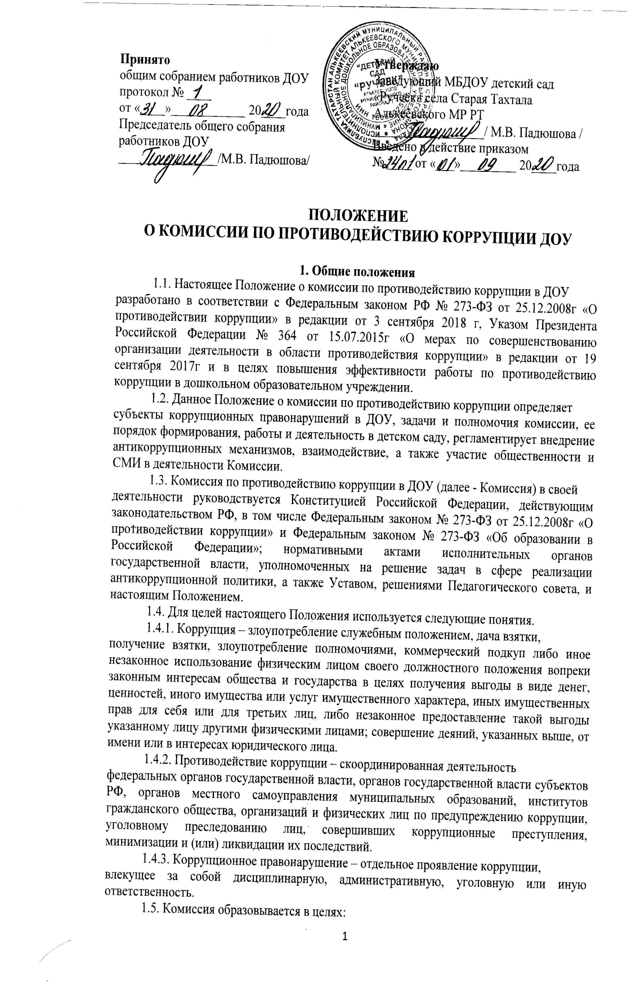 Принято
общим собранием работников ДОУ
протокол № 1
от «31» 08 2020 года
Председатель общего собрания
работников ДОУ
/М.В. Падюшова/
Утверждаю
Заведующий МБДОУ детский сад
«Ручеек» села Старая Тахтала
Алькеевского МР РТ
/ М.В. Падюшова /
Введено в действие приказом
№ от «01» 09 2020 года
"ДЕТСКИЙ
САД
"РУЧЕЕК"
ПОЛОЖЕНИЕ
О КОМИССИИ ПО ПРОТИВОДЕЙСТВИЮ КОРРУПЦИИ ДОУ
1. Общие положения
1.1. Настоящее Положение о комиссии по противодействию коррупции в ДОУ
разработано в соответствии с Федеральным законом РФ № 273-ФЗ от 25.12.2008г «О
противодействии коррупции» в редакции от 3 сентября 2018 г, Указом Президента
Российской Федерации № 364 от 15.07.2015г «О мерах по совершенствованию
организации деятельности в области противодействия коррупции» в редакции от 19
сентября 2017г и в целях повышения эффективности работы по противодействию
коррупции в дошкольном образовательном учреждении.
1.2. Данное Положение о комиссии по противодействию коррупции определяет
субъекты коррупционных правонарушений в ДОУ, задачи и полномочия комиссии, ее
порядок формирования, работы и деятельность в детском саду, регламентирует внедрение
антикоррупционных механизмов, взаимодействие, а также участие общественности и
СМИ в деятельности Комиссии.
1.3. Комиссия по противодействию коррупции в ДОУ (далее - Комиссия) в своей
деятельности руководствуется Конституцией Российской Федерации, действующим
законодательством РФ, в том числе Федеральным законом № 273-ФЗ от 25.12.2008г «О
противодействии коррупции» и Федеральным законом № 273-ФЗ «Об образовании в
Российской Федерации»; нормативными актами исполнительных органов
государственной власти, уполномоченных на решение задач в сфере реализации
антикоррупционной политики, а также Уставом, решениями Педагогического совета, и
настоящим Положением.
1.4. Для целей настоящего Положения используется следующие понятия.
1.4.1. Коррупция – злоупотребление служебным положением, дача взятки,
получение взятки, злоупотребление полномочиями, коммерческий подкуп либо иное
незаконное использование физическим лицом своего должностного положения вопреки
законным интересам общества и государства в целях получения выгоды в виде денег,
ценностей, иного имущества или услуг имущественного характера, иных имущественных
прав для себя или для третьих лиц, либо незаконное предоставление такой выгоды
указанному лицу другими физическими лицами; совершение деяний, указанных выше, от
имени или в интересах юридического лица.
1.4.2. Противодействие коррупции – скоординированная деятельность
федеральных органов государственной власти, органов государственной власти субъектов
РФ, органов местного самоуправления муниципальных образований, институтов
гражданского общества, организаций и физических лиц по предупреждению коррупции,
уголовному преследованию лиц, совершивших коррупционные преступления,
минимизации и (или) ликвидации их последствий.
1.4.3. Коррупционное правонарушение – отдельное проявление коррупции,
влекущее за собой дисциплинарную, административную, уголовную или иную
ответственность.
1.5. Комиссия образовывается в целях:
1